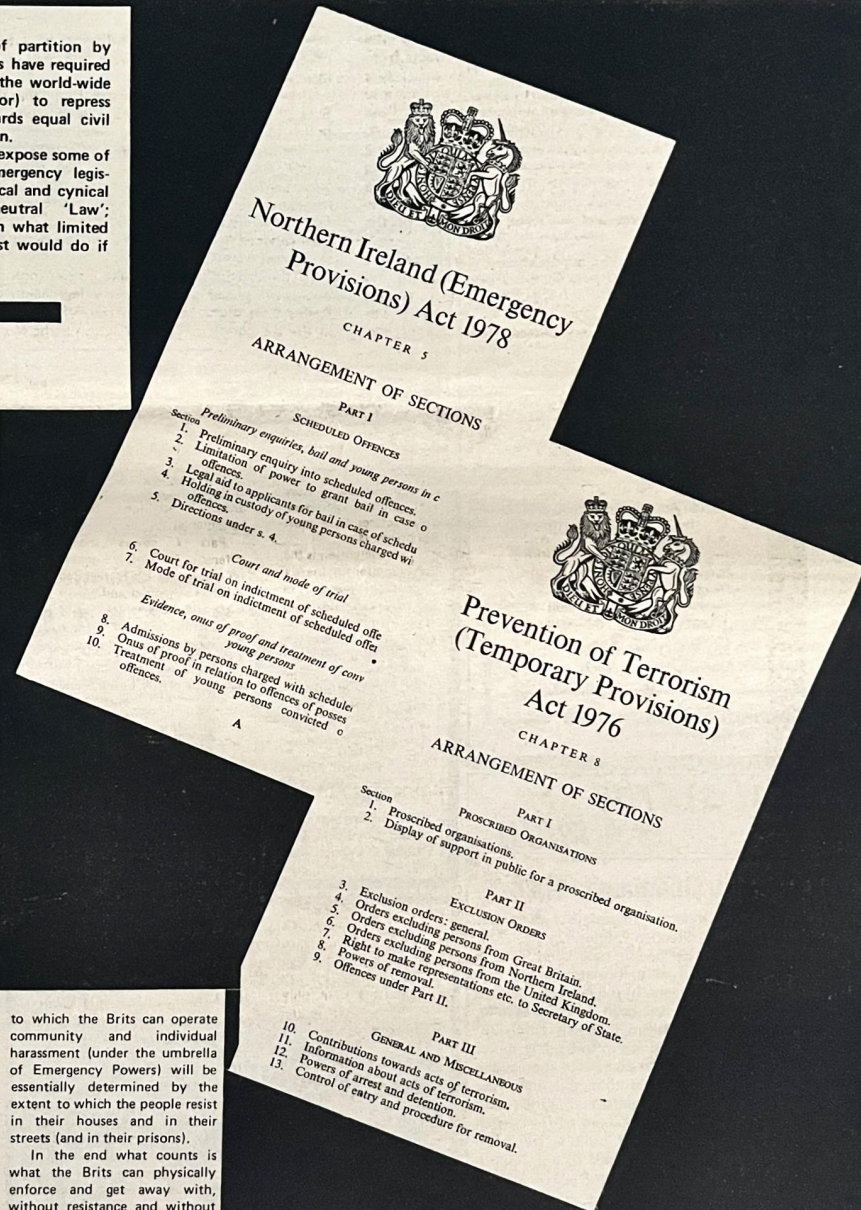 f partition by
s have required
the world-wide
or) to repress
rds equal civil
n.
expose some of
nergency legis-
cal and cynical
eutral 'Law';
n what limited
st would do if
DIEU ET MON DROIT
Northern Ireland (Emergency
Provisions) Act 1978
CHAPTER 5
ARRANGEMENT OF SECTIONS
PART I
SCHEDULED OFFENCES
Preliminary enquiries, bail and young persons in c
Section
1. Preliminary enquiry into scheduled offences.
2. Limitation of power to grant bail in case o
offences.
3. Legal aid to applicants for bail in case of schedu
4. Holding in custody of young persons charged wi
offences.
5. Directions under s. 4.
Court and mode of trial
6. Court for trial on indictment of scheduled offe
7. Mode of trial on indictment of scheduled offe
Evidence, onus of proof and treatment of conv
young persons
8. Admissions by persons charged with schedule
9. Onus of proof in relation to offences of posses
10. Treatment of young persons convicted o
offences.
A
DIEU ET MON DROIT
Prevention of Terrorism
(Temporary Provisions)
Act 1976
CHAPTER 8
ARRANGEMENT OF SECTIONS
PART I
PROSCRIBED ORGANISATIONS
Section
1. Proscribed organisations.
2. Display of support in public for a proscribed organisation.
PART II
EXCLUSION ORDERS
3. Exclusion orders: general.
4. Orders excluding persons from Great Britain.
5. Orders excluding persons from Northern Ireland.
6. Orders excluding persons from the United Kingdom.
7. Right to make representations etc. to Secretary of State.
8. Powers of removal.
9. Offences under Part II.
PART III
GENERAL AND MISCELLANEOUS
10. Contributions towards acts of terrorism.
11. Information about acts of terrorism.
12. Powers of arrest and detention.
13. Control of entry and procedure for removal.
to which the Brits can operate
community and individual
harassment (under the umbrella
of Emergency Powers) will be
essentially determined by the
extent to which the people resist
in their houses and in their
streets (and in their prisons).
In the end what counts is
what the Brits can physically
enforce and get away with,
without resistance and without